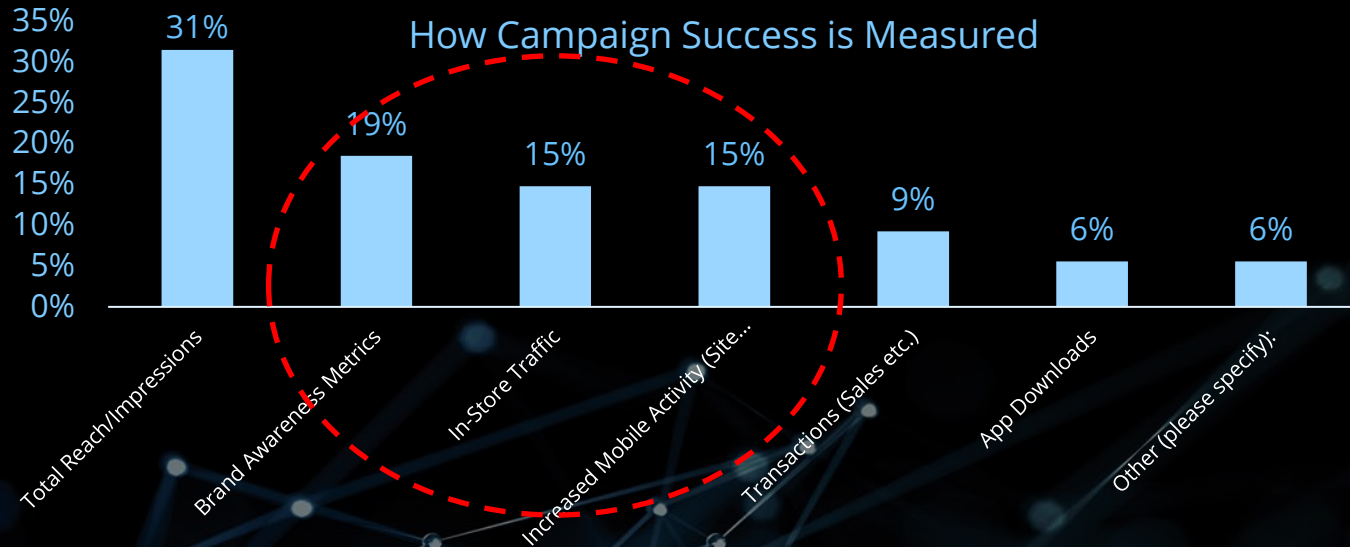 How Campaign Success is Measured
35%
30%
25%
20%
15%
10%
5%
0%
31%
19%
15%
15%
9%
6%
6%
Total Reach/Impressions
Brand Awareness Metrics
In-Store Traffic
Increased Mobile Activity (Site...
Transactions (Sales etc.)
App Downloads
Other (please specify):